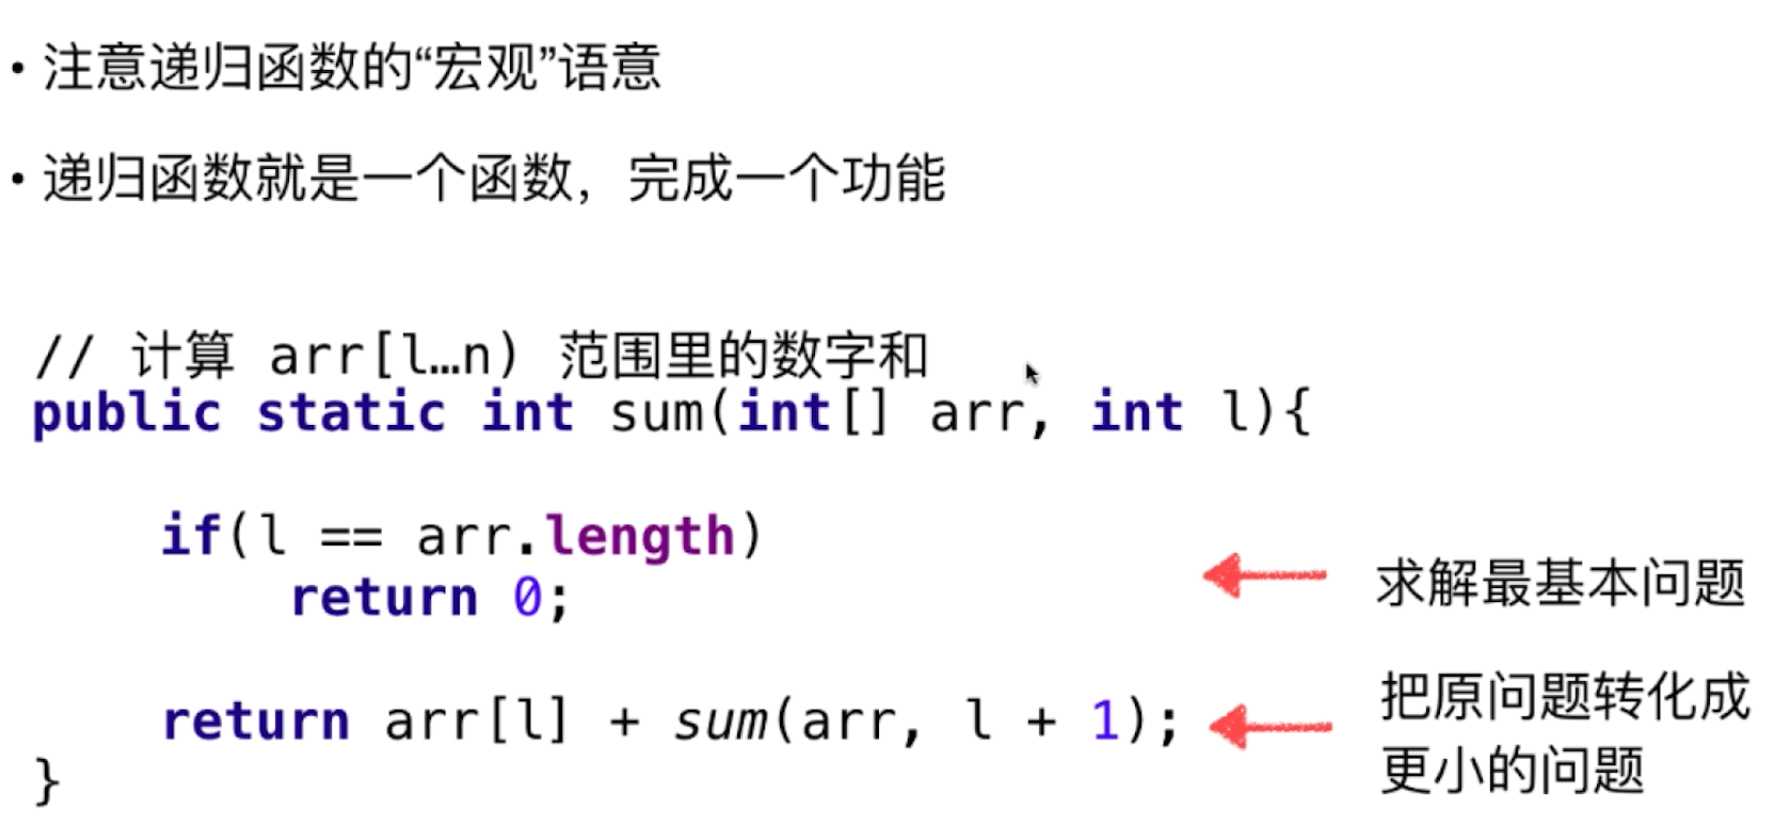 • 注意递归函数的“宏观”语意
• 递归函数就是一个函数，完成一个功能
// 计算 arr[l…n) 范围里的数字和
public static int sum(int[] arr, int l){
if(l == arr.length)
return 0;
求解最基本问题
return arr[l] + sum(arr, l + 1);
把原问题转化成
更小的问题
}